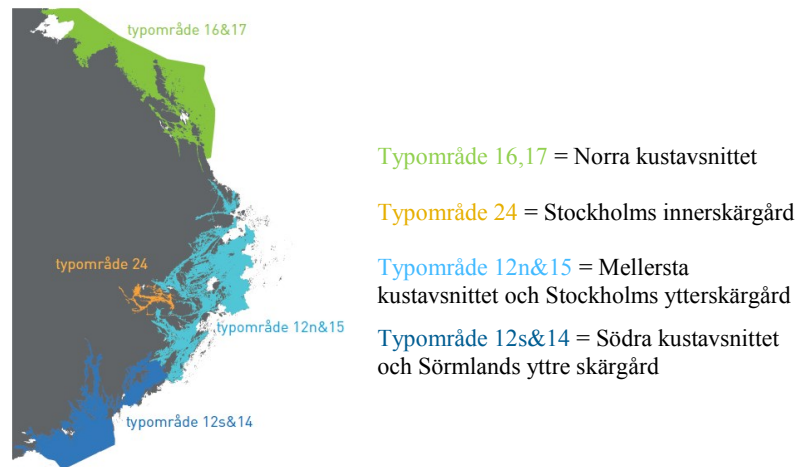 typområde 16&17
typområde 24
typområde 12n&15
typområde 12s&14
Typområde 16,17 = Norra kustavsnittet
Typområde 24 = Stockholms innerskärgård
Typområde 12n&15 = Mellersta
kustavsnittet och Stockholms ytterskärgård
Typområde 12s&14 = Södra kustavsnittet
och Sörmlands yttre skärgård